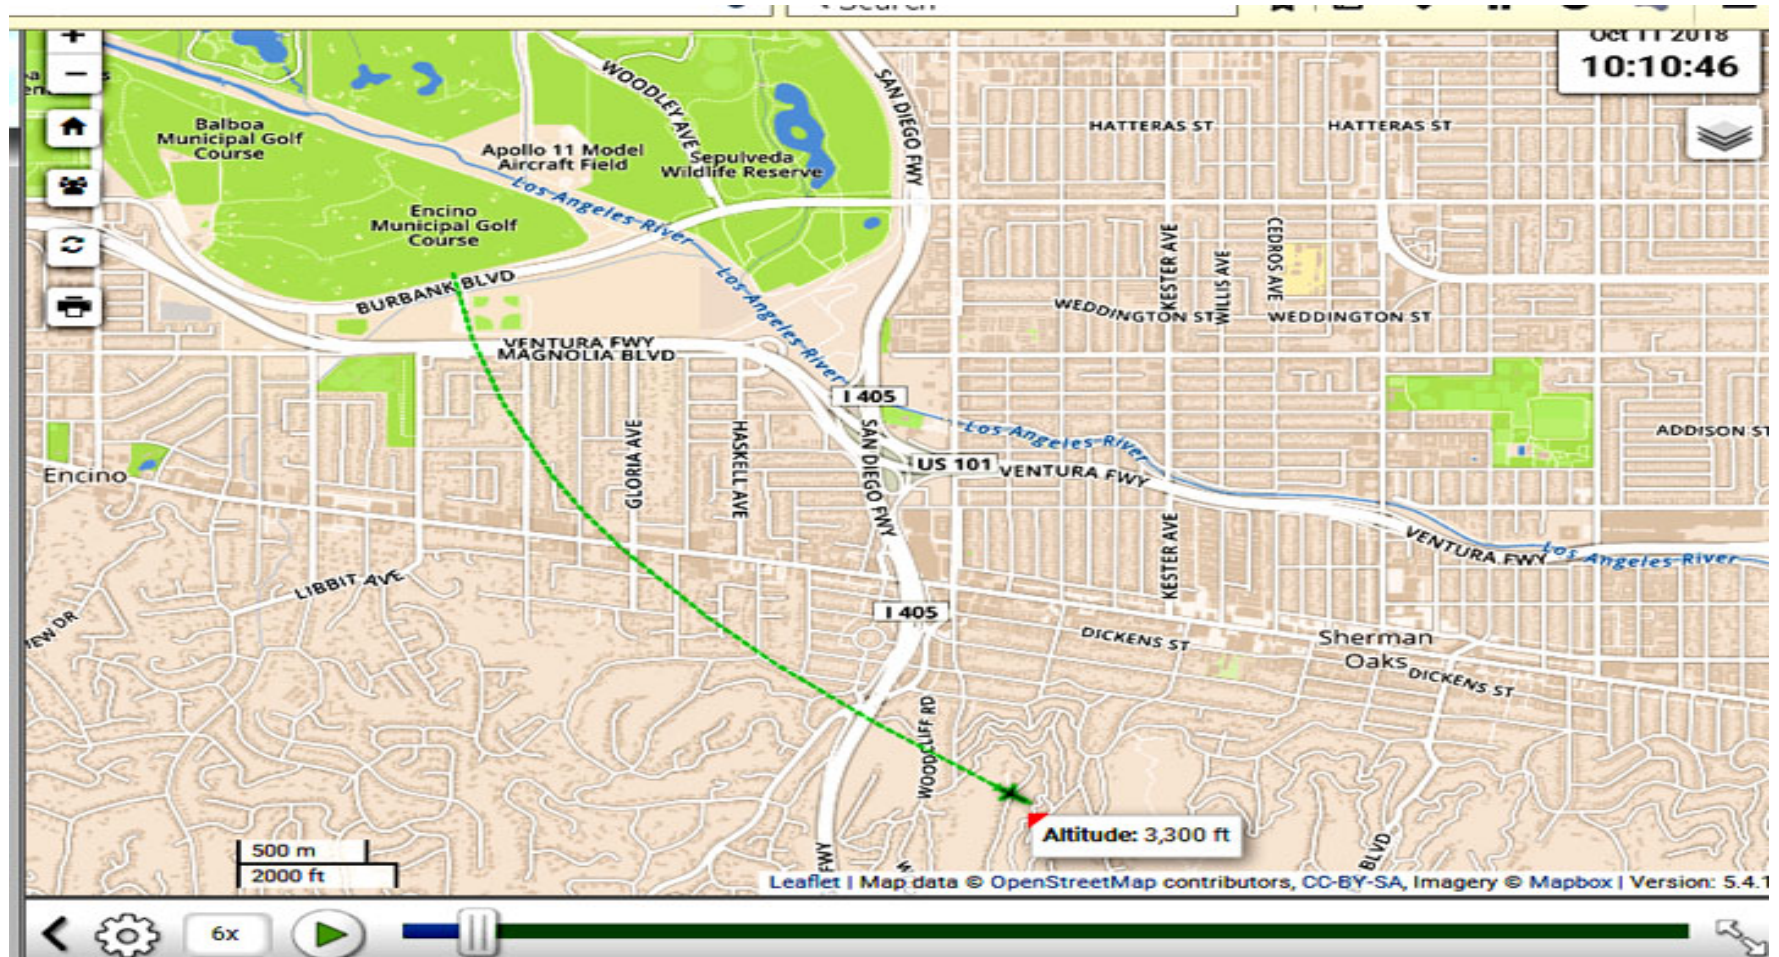 Search
Oct 11 2018
10:10:46
+
−
WOODLEY AVE
SAN DIEGO FWY
HATTERAS ST
HATTERAS ST
Balboa
Municipal Golf
Course
Apollo 11 Model
Aircraft Field
Sepulveda
Wildlife Reserve
Los Angeles River
Encino
Municipal Golf
Course
KESTER AVE
WILLIS AVE
CEDROS AVE
BURBANK BLVD
Los Angeles River
WEDDINGTON ST
WEDDINGTON ST
VENTURA FWY
MAGNOLIA BLVD
I 405
GLORIA AVE
HASKELL AVE
SAN DIEGO FWY
Los Angeles River
ADDISON ST
Encino
US 101
VENTURA FWY
KESTER AVE
VENTURA FWY
Los Angeles River
LIBBIT AVE
I 405
IEW DR
DICKENS ST
Sherman
Oaks
DICKENS ST
WOODCLIFF RD
Altitude: 3,300 ft
500 m
2000 ft
FWY
W
BLVD
Leaflet | Map data © OpenStreetMap contributors, CC-BY-SA, Imagery © Mapbox | Version: 5.4.1
6x